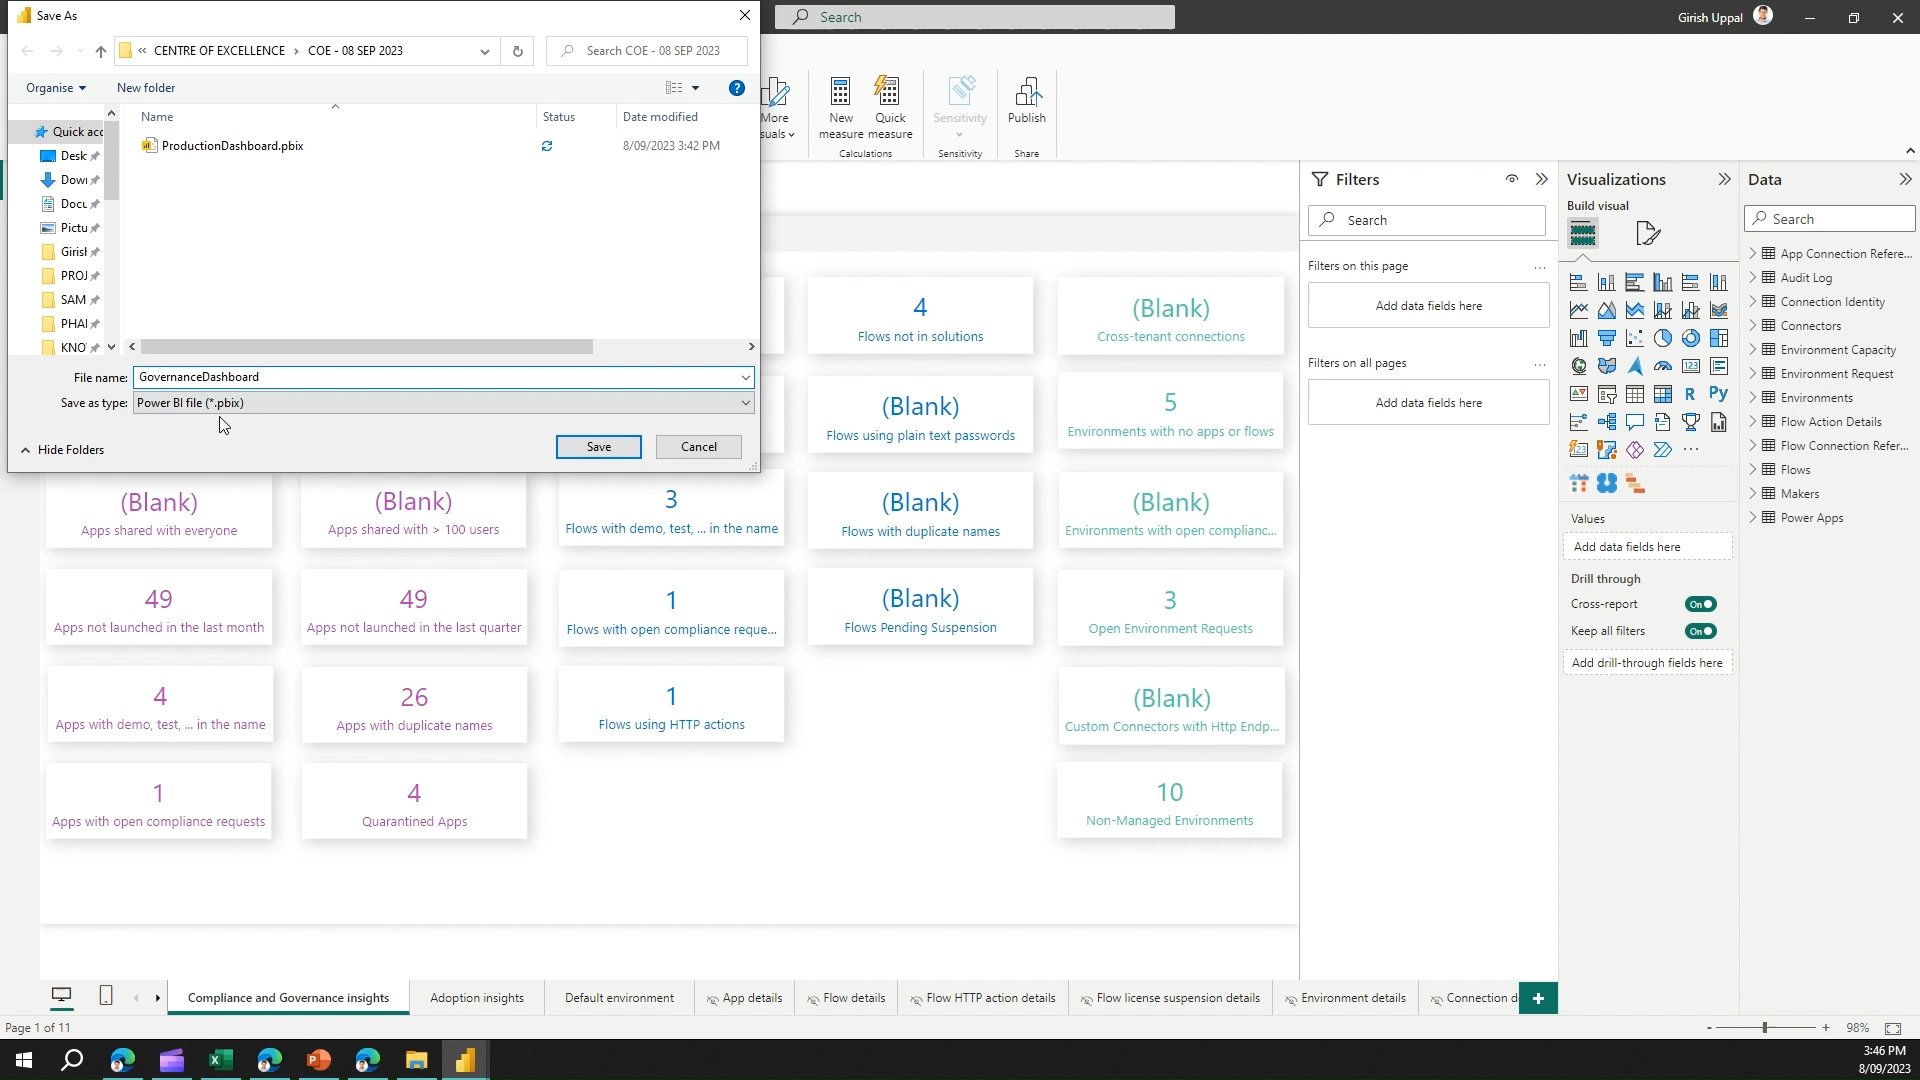 Save As
Search
Girish Uppal
« CENTRE OF EXCELLENCE › COE - 08 SEP 2023
Search COE - 08 SEP 2023
Organise
New folder
Name
Status
Date modified
Quick acc
Desk
Dowi
Docu
Pictu
Girish
PROJ
SAM
PHAI
KNO
ProductionDashboard.pbix
8/09/2023 3:42 PM
File name: GovernanceDashboard
Save as type: Power BI file (*.pbix)
Hide Folders
Save
Cancel
More
suals
New
measure
Quick
measure
Calculations
Sensitivity
Sensitivity
Publish
Share
4
Flows not in solutions
(Blank)
Cross-tenant connections
(Blank)
Flows using plain text passwords
5
Environments with no apps or flows
(Blank)
Apps shared with everyone
(Blank)
Apps shared with > 100 users
3
Flows with demo, test, ... in the name
(Blank)
Flows with duplicate names
(Blank)
Environments with open complianc...
49
Apps not launched in the last month
49
Apps not launched in the last quarter
1
Flows with open compliance reque...
(Blank)
Flows Pending Suspension
3
Open Environment Requests
4
Apps with demo, test, ... in the name
26
Apps with duplicate names
1
Flows using HTTP actions
(Blank)
Custom Connectors with Http Endp...
1
Apps with open compliance requests
4
Quarantined Apps
10
Non-Managed Environments
Filters
Search
Filters on this page
...
Add data fields here
Filters on all pages
...
Add data fields here
Visualizations
Build visual
123
R
Py
123
...
Values
Add data fields here
Drill through
Cross-report
On
Keep all filters
On
Add drill-through fields here
Data
Search
App Connection Refere...
Audit Log
Connection Identity
Connectors
Environment Capacity
Environment Request
Environments
Flow Action Details
Flow Connection Refer...
Flows
Makers
Power Apps
Compliance and Governance insights
Adoption insights
Default environment
App details
Flow details
Flow HTTP action details
Flow license suspension details
Environment details
Connection d
+
Page 1 of 11
- + 98%
3:46 PM
8/09/2023